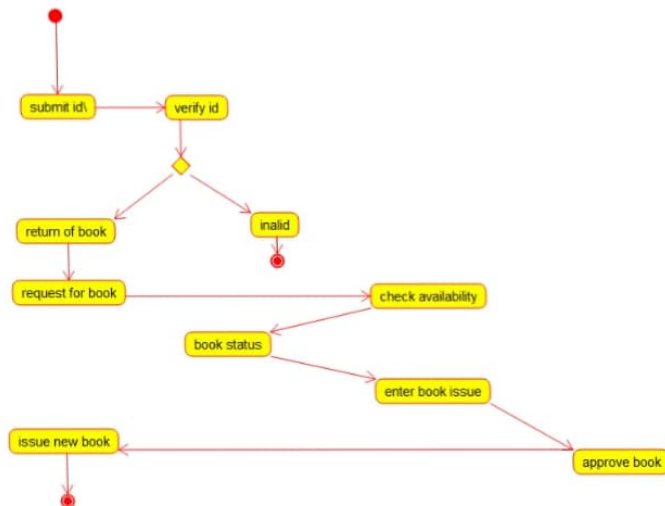 submit id\
verify id
return of book
inalid
request for book
check availability
book status
enter book issue
issue new book
approve book